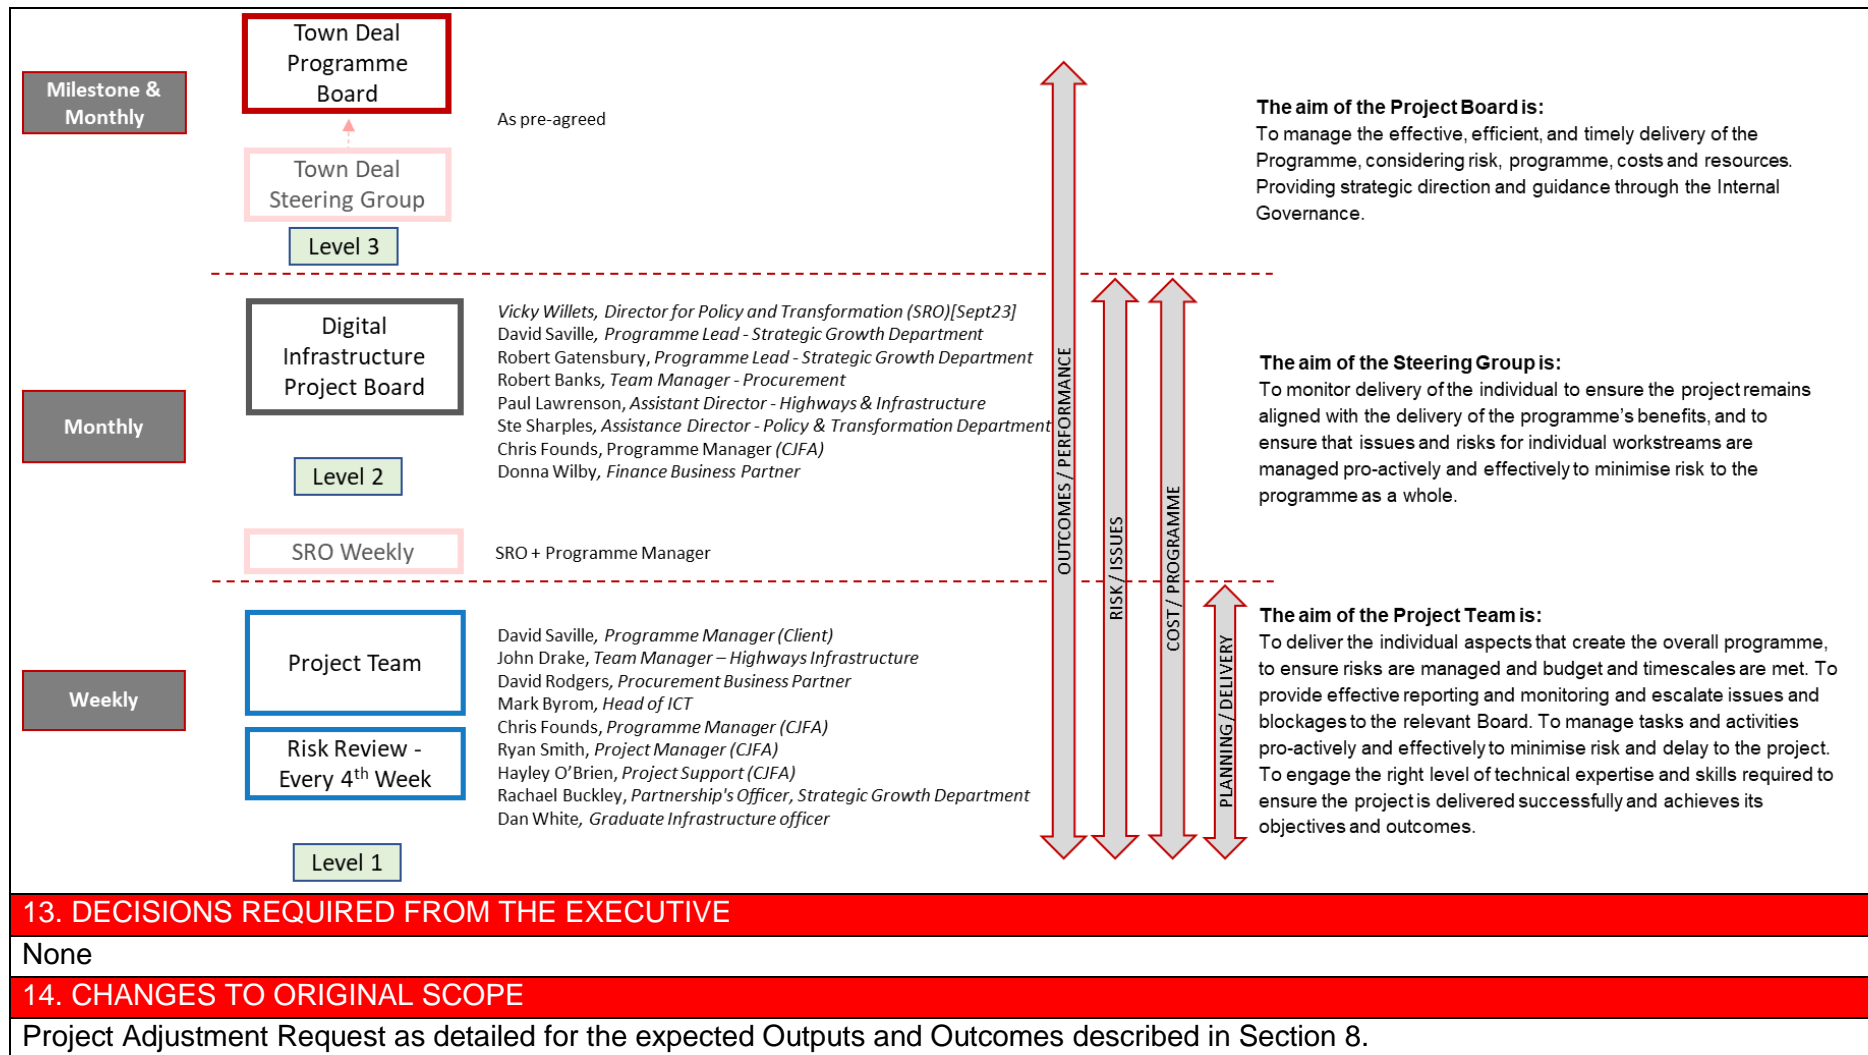 Town Deal
Programme
Board
Milestone &
Monthly
As pre-agreed
Town Deal
Steering Group
Level 3
The aim of the Project Board is:
To manage the effective, efficient, and timely delivery of the
Programme, considering risk, programme, costs and resources.
Providing strategic direction and guidance through the Internal
Governance.
Monthly
Digital
Infrastructure
Project Board
Level 2
Vicky Willets, Director for Policy and Transformation (SRO)[Sept23]
David Saville, Programme Lead - Strategic Growth Department
Robert Gatensbury, Programme Lead - Strategic Growth Department
Robert Banks, Team Manager - Procurement
Paul Lawrenson, Assistant Director - Highways & Infrastructure
Ste Sharples, Assistance Director - Policy & Transformation Department
Chris Founds, Programme Manager (CJFA)
Donna Wilby, Finance Business Partner
SRO Weekly
SRO + Programme Manager
OUTCOMES / PERFORMANCE
RISK / ISSUES
COST / PROGRAMME
PLANNING / DELIVERY
The aim of the Steering Group is:
To monitor delivery of the individual to ensure the project remains
aligned with the delivery of the programme's benefits, and to
ensure that issues and risks for individual workstreams are
managed pro-actively and effectively to minimise risk to the
programme as a whole.
Weekly
Project Team
Risk Review -
Every 4th Week
Level 1
David Saville, Programme Manager (Client)
John Drake, Team Manager – Highways Infrastructure
David Rodgers, Procurement Business Partner
Mark Byrom, Head of ICT
Chris Founds, Programme Manager (CJFA)
Ryan Smith, Project Manager (CJFA)
Hayley O'Brien, Project Support (CJFA)
Rachael Buckley, Partnership's Officer, Strategic Growth Department
Dan White, Graduate Infrastructure officer
The aim of the Project Team is:
To deliver the individual aspects that create the overall programme,
to ensure risks are managed and budget and timescales are met. To
provide effective reporting and monitoring and escalate issues and
blockages to the relevant Board. To manage tasks and activities
pro-actively and effectively to minimise risk and delay to the project.
To engage the right level of technical expertise and skills required to
ensure the project is delivered successfully and achieves its
objectives and outcomes.
13. DECISIONS REQUIRED FROM THE EXECUTIVE
None
14. CHANGES TO ORIGINAL SCOPE
Project Adjustment Request as detailed for the expected Outputs and Outcomes described in Section 8.